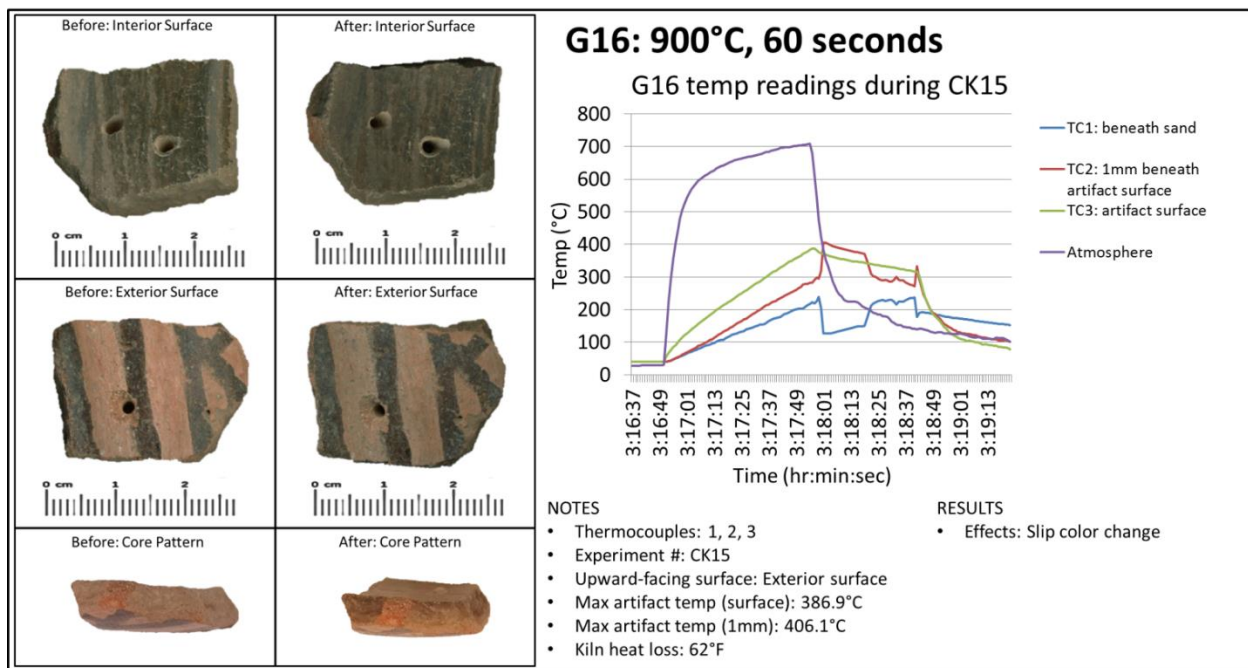 Before: Interior Surface
After: Interior Surface
0 cm 1 2
0 cm 1 2
Before: Exterior Surface
After: Exterior Surface
0 cm 1 2
0 cm 1 2
Before: Core Pattern
After: Core Pattern
G16: 900°C, 60 seconds
G16 temp readings during CK15
Temp (°C)
800
700
600
500
400
300
200
100
0
3:16:37
3:16:49
3:17:01
3:17:13
3:17:25
3:17:37
3:17:49
3:18:01
3:18:13
3:18:25
3:18:37
3:18:49
3:19:01
3:19:13
Time (hr:min:sec)
TC1: beneath sand
TC2: 1mm beneath
artifact surface
TC3: artifact surface
Atmosphere
NOTES
• Thermocouples: 1, 2, 3
• Experiment #: CK15
• Upward-facing surface: Exterior surface
• Max artifact temp (surface): 386.9°C
• Max artifact temp (1mm): 406.1°C
• Kiln heat loss: 62°F
RESULTS
• Effects: Slip color change